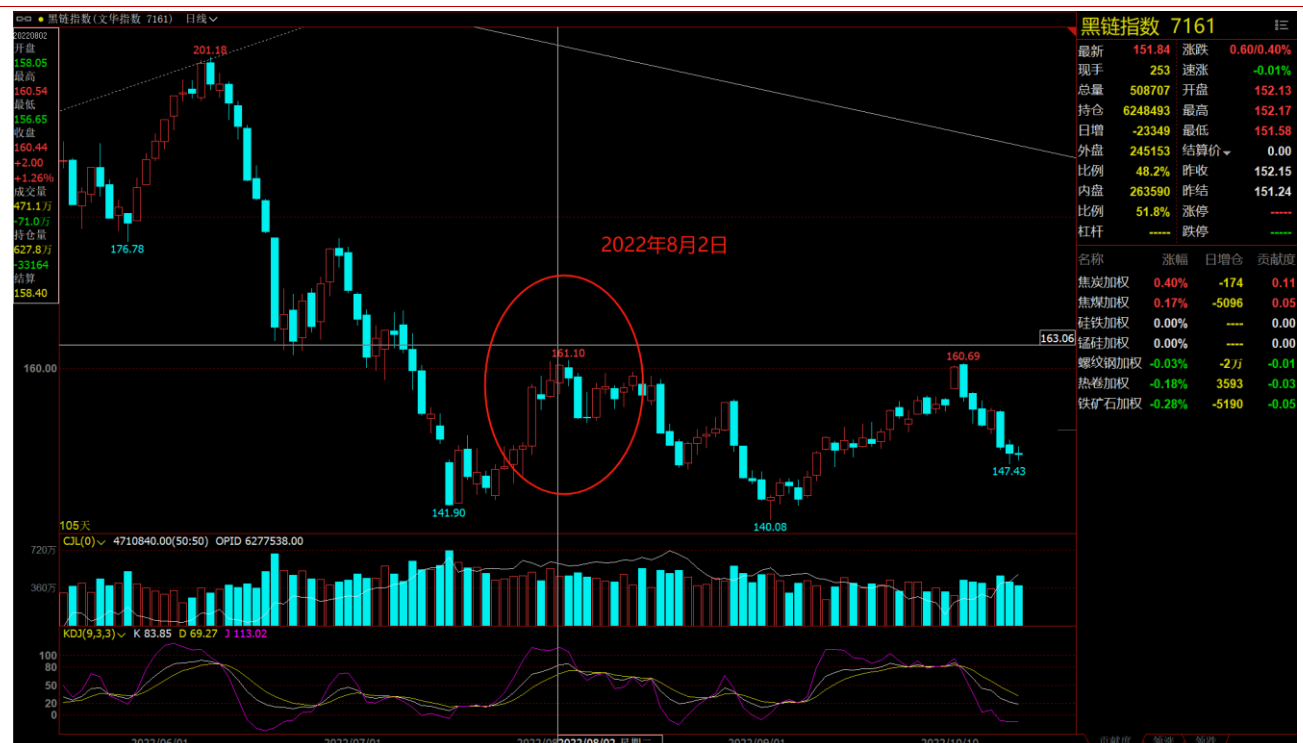 黑链指数(文华指数 7161) 日线
20220802
开盘
158.05
最高
160.54
最低
156.65
收盘
160.44
+2.00
+1.26%
成交量
471.1万
-71.0万
持仓量
627.8万
-33164
结算
158.40
201.18
176.78
2022年8月2日
163.06
160.00
161.10
160.69
141.90
140.08
147.43
105天
CJL(0) 4710840.00(50:50) OPID 6277538.00
720万
360万
KDJ(9,3,3) K 83.85 D 69.27 J 113.02
100
80
50
20
0
2022/06/01 2022/07/01 2022/08 2022/08/02 星期二 2022/09/01 2022/10/10
黑链指数 7161
最新 151.84 涨跌 0.60/0.40%
现手 253 速涨 -0.01%
总量 508707 开盘 152.13
持仓 6248493 最高 152.17
日增 -23349 最低 151.58
外盘 245153 结算价 0.00
比例 48.2% 昨收 152.15
内盘 263590 昨结 151.24
比例 51.8% 涨停 -----
杠杆 ----- 跌停 -----
名称 涨幅 日增仓 贡献度
焦炭加权 0.40% -174 0.11
焦煤加权 0.17% -5096 0.05
硅铁加权 0.00% ---- 0.00
锰硅加权 0.00% ---- 0.00
螺纹钢加权 -0.03% -2万 -0.01
热卷加权 -0.18% 3593 -0.03
铁矿石加权 -0.28% -5190 -0.05
贡献度 领涨 领跌